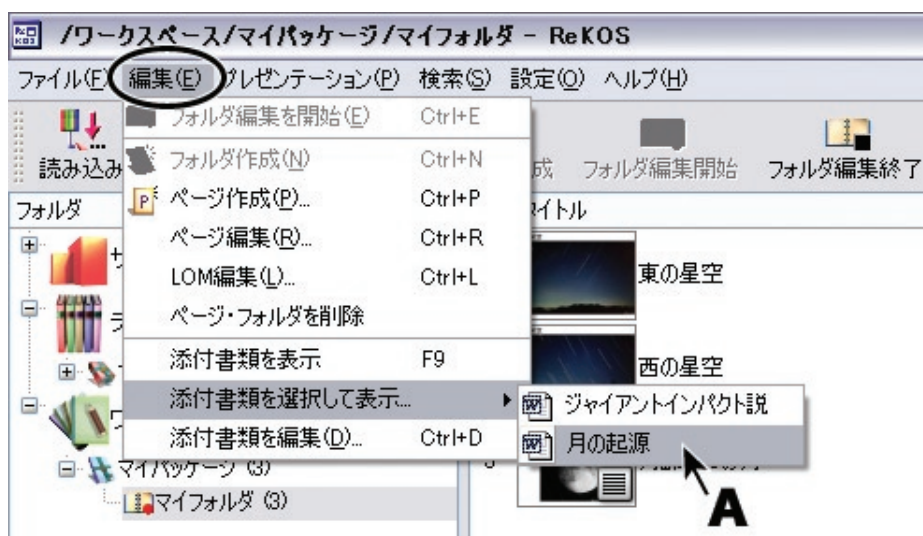 /ワークスペース/マイパッケージ/マイフォルダ - ReKOS
ファイル(F) 編集(E) プレゼンテーション(P) 検索(S) 設定(O) ヘルプ(H)
フォルダ編集を開始(E) Ctrl+E
フォルダ作成(N) Ctrl+N
ページ作成(P)... Ctrl+P
ページ編集(R)... Ctrl+R
LOM編集(L)... Ctrl+L
ページ・フォルダを削除
添付書類を表示 F9
添付書類を選択して表示...
添付書類を編集(D)... Ctrl+D
ジャイアントインパクト説
月の起源
読み込み
成 フォルダ編集開始 フォルダ編集終了
フォルダ
タイトル
東の星空
西の星空
マイパッケージ (3)
マイフォルダ (3)
A